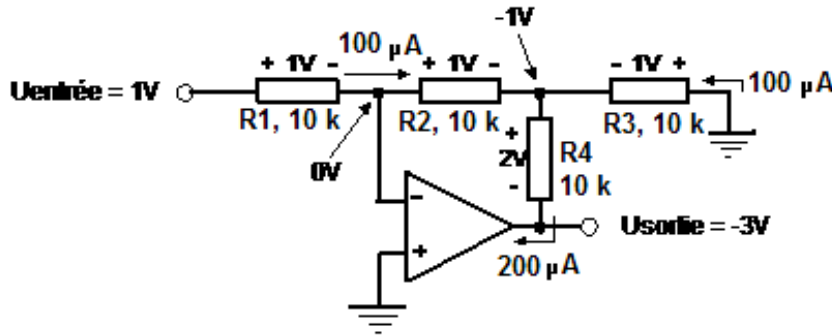 -1V
100 µA
+ 1V -
+ 1V -
- 1V +
100 µA
Uentrée = 1V
R1, 10 k
R2, 10 k
R3, 10 k
0V
+
2V
-
R4
10 k
-
+
Usortie = -3V
200 µA